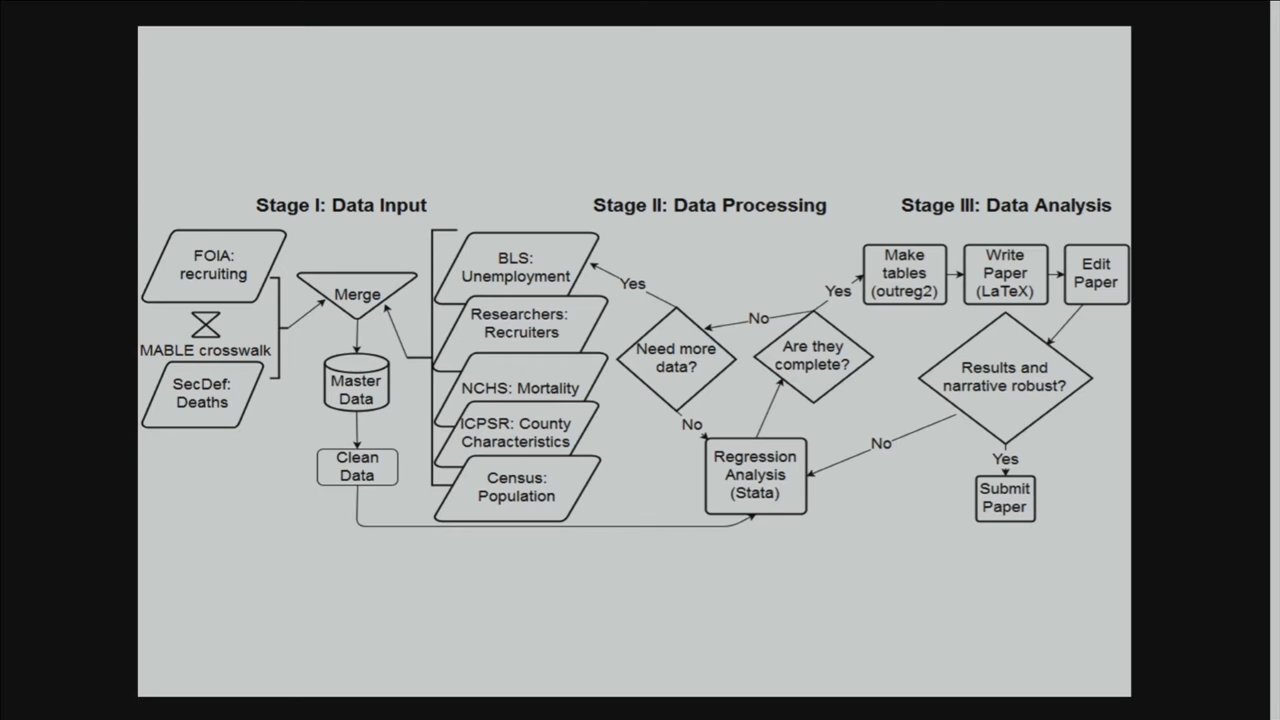 Stage I: Data Input
Stage II: Data Processing
Stage III: Data Analysis
FOIA:
recruiting
MABLE crosswalk
SecDef:
Deaths
Merge
Master
Data
Clean
Data
BLS:
Unemployment
Researchers:
Recruiters
NCHS: Mortality
ICPSR: County
Characteristics
Census:
Population
Yes
Need more
data?
No
No
Are they
complete?
Yes
Regression
Analysis
(Stata)
Make
tables
(outreg2)
Write
Paper
(LaTeX)
Edit
Paper
Results and
narrative robust?
No
Yes
Submit
Paper